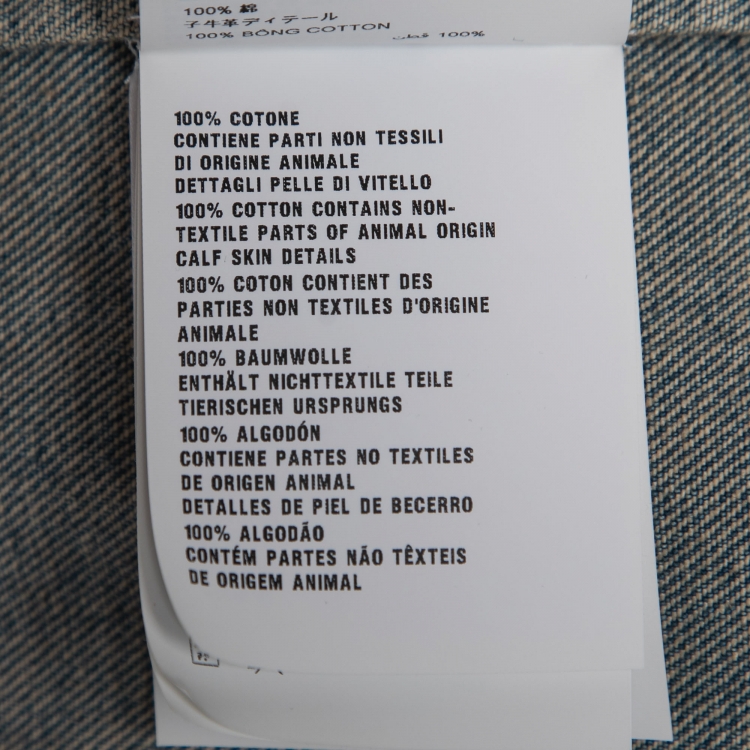 100% 綿
子牛革ディテール
100% BÔNG COTTON
100% قطن
100% COTONE
CONTIENE PARTI NON TESSILI
DI ORIGINE ANIMALE
DETTAGLI PELLE DI VITELLO
100% COTTON CONTAINS NON-
TEXTILE PARTS OF ANIMAL ORIGIN
CALF SKIN DETAILS
100% COTON CONTIENT DES
PARTIES NON TEXTILES D'ORIGINE
ANIMALE
100% BAUMWOLLE
ENTHÄLT NICHTTEXTILE TEILE
TIERISCHEN URSPRUNGS
100% ALGODÓN
CONTIENE PARTES NO TEXTILES
DE ORIGEN ANIMAL
DETALLES DE PIEL DE BECERRO
100% ALGODÃO
CONTÉM PARTES NÃO TÊXTEIS
DE ORIGEM ANIMAL